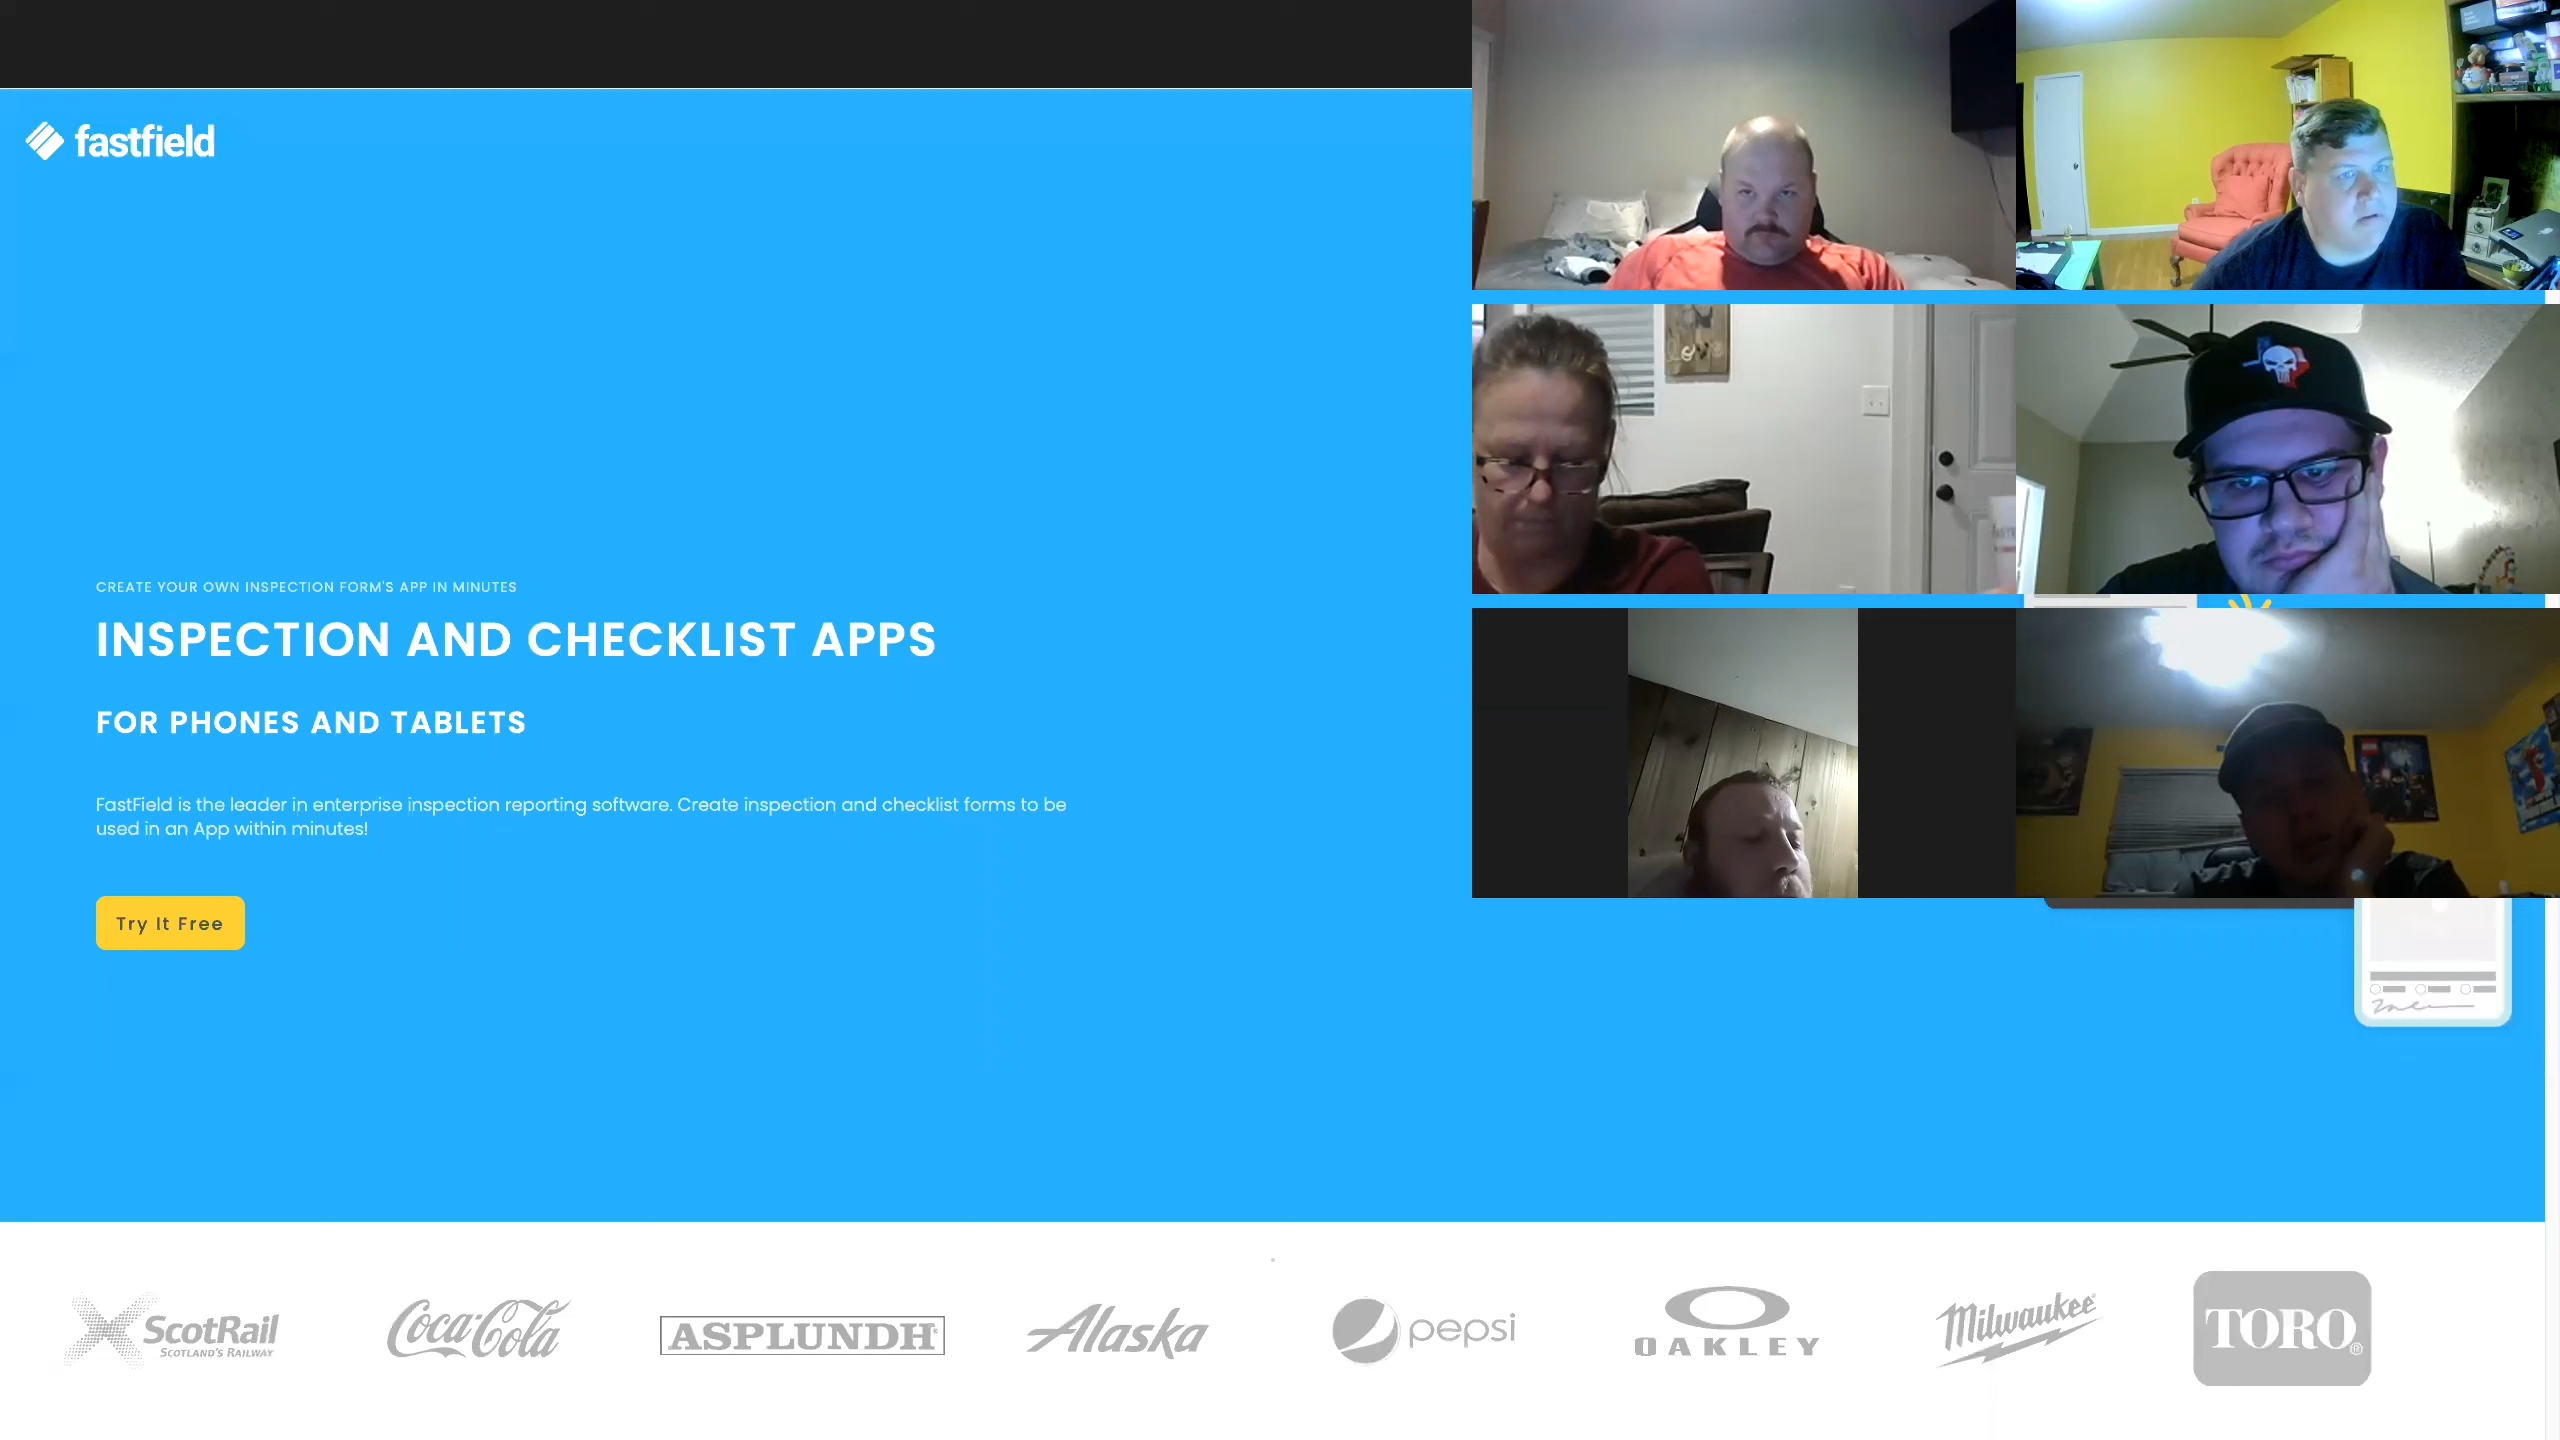 fastfield
CREATE YOUR OWN INSPECTION FORM'S APP IN MINUTES
INSPECTION AND CHECKLIST APPS
FOR PHONES AND TABLETS
FastField is the leader in enterprise inspection reporting software. Create inspection and checklist forms to be
used in an App within minutes!
Try It Free
love
ScotRail
SCOTLAND'S RAILWAY
Coca-Cola
ASPLUNDH
Alaska
pepsi
OAKLEY
Milwaukee
TORO